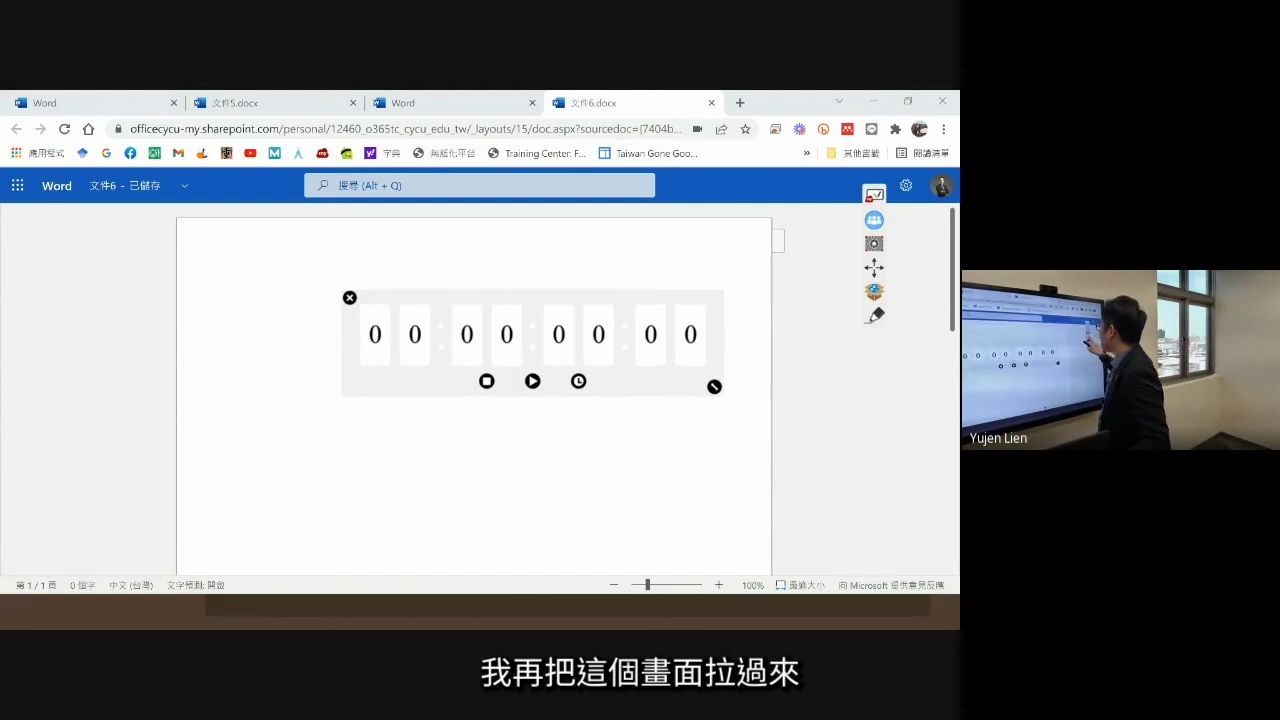 Word
文件5.docx
Word
文件6.docx
officecycu-my.sharepoint.com/personal/12460_o365tc_cycu_edu_tw/_layouts/15/doc.aspx?sourcedoc={7404b...
應用程式
字典
無紙化平台
Training Center: F...
Taiwan Gone Goo...
»
其他書籤
閱讀清單
Word
文件6 - 已儲存
搜尋 (Alt + Q)
0 0 : 0 0 : 0 0 : 0 0
Yujen Lien
第 1 / 1 頁 0 個字 中文 (台灣) 文字預測: 開啟
100% 最適大小 向 Microsoft 提供意見反應
我再把這個畫面拉過來